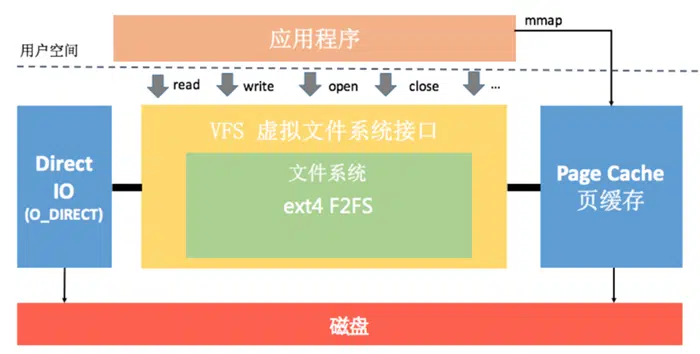 应用程序
mmap
用户空间
read
write
open
close
...
VFS 虚拟文件系统接口
Direct
IO
(O_DIRECT)
文件系统
ext4 F2FS
Page Cache
页缓存
磁盘